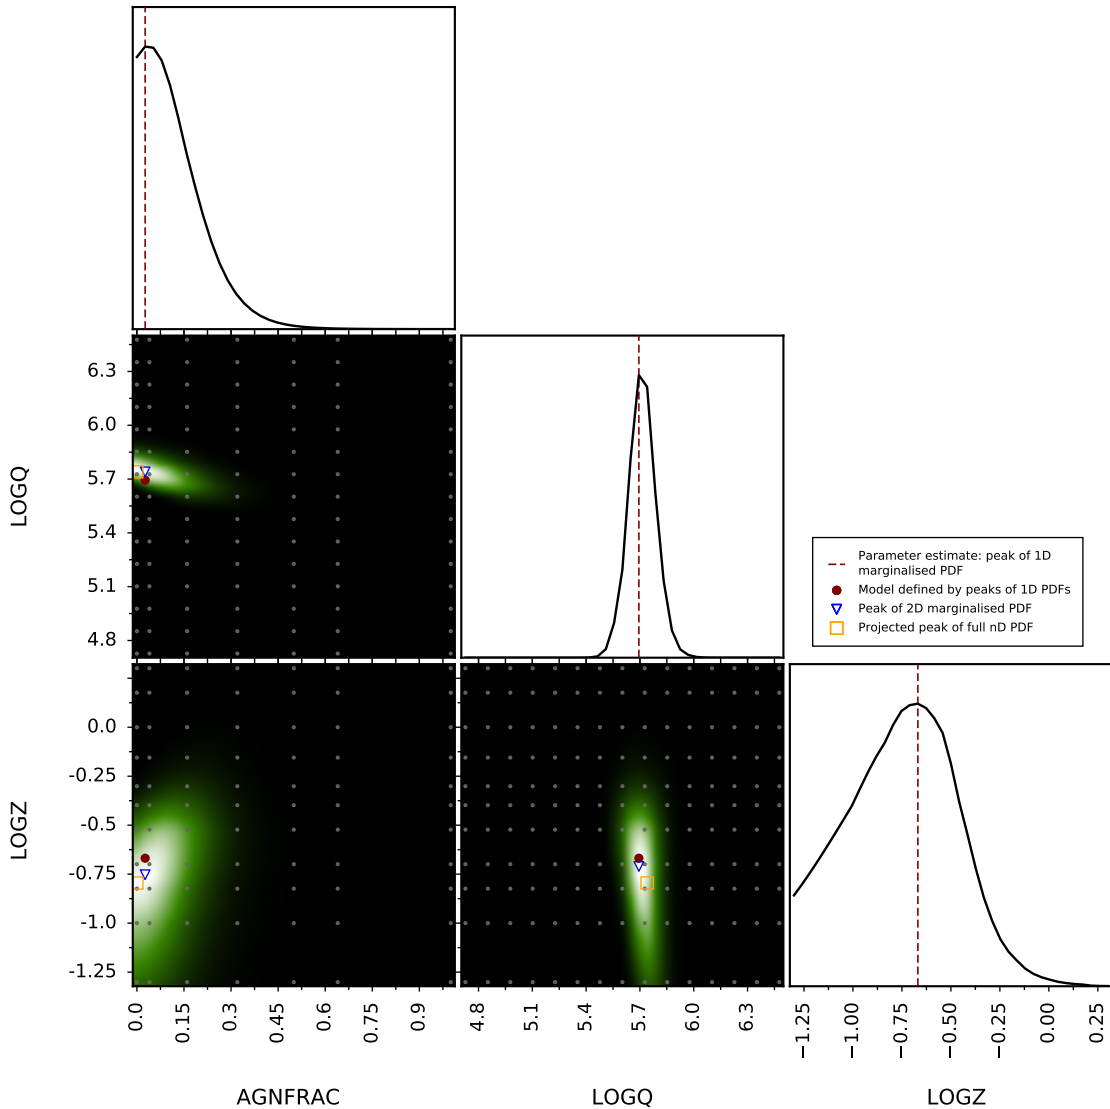 LOGQ
6.3
6.0
5.7
5.4
5.1
4.8
Parameter estimate: peak of 1D
marginalised PDF
Model defined by peaks of 1D PDFs
Peak of 2D marginalised PDF
Projected peak of full nD PDF
LOGZ
0.0
-0.25
-0.5
-0.75
-1.0
-1.25
0.0 0.15 0.3 0.45 0.6 0.75 0.9 4.8 5.1 5.4 5.7 6.0 6.3 −1.25 −1.00 −0.75 −0.50 −0.25 0.00 0.25
AGNFRAC LOGQ LOGZ